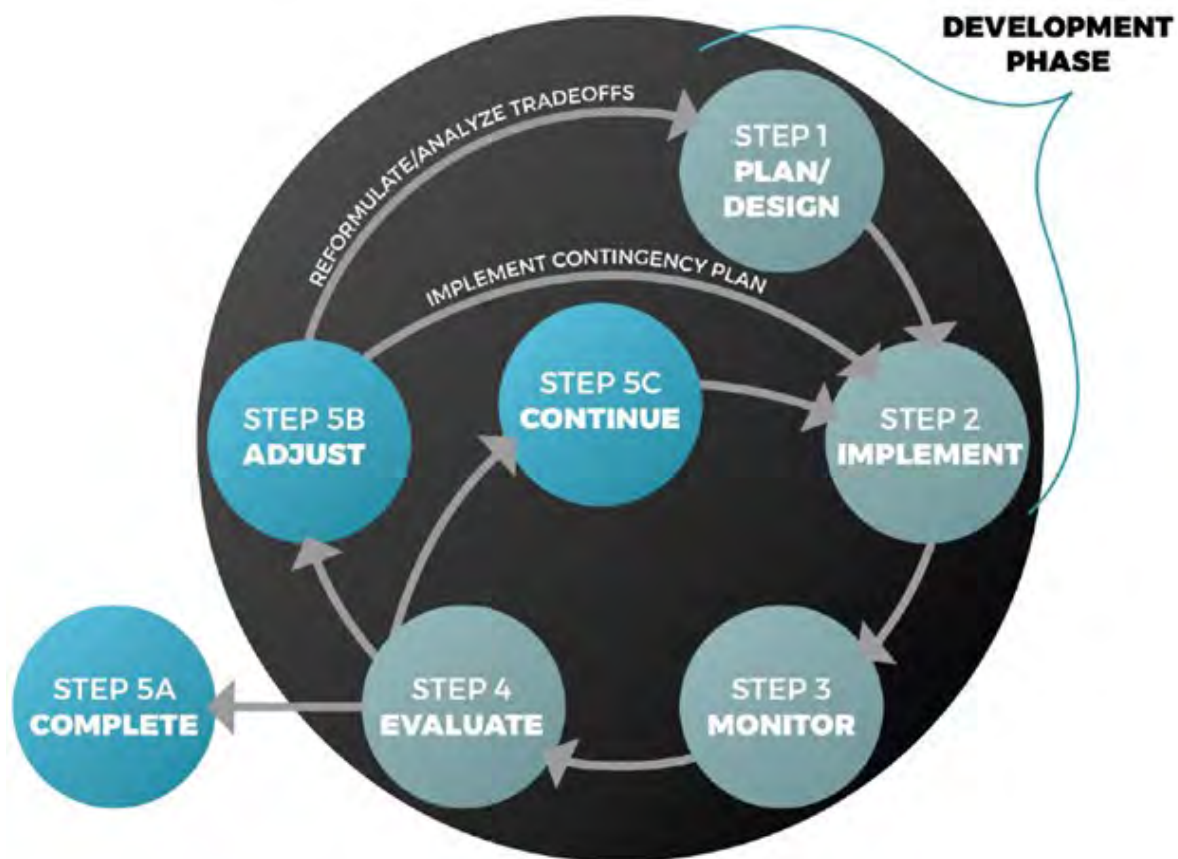 DEVELOPMENT
PHASE
REFORMULATE/ANALYZE TRADEOFFS
STEP 1
PLAN/
DESIGN
IMPLEMENT CONTINGENCY PLAN
STEP 5B
ADJUST
STEP 5C
CONTINUE
STEP 2
IMPLEMENT
STEP 5A
COMPLETE
STEP 4
EVALUATE
STEP 3
MONITOR